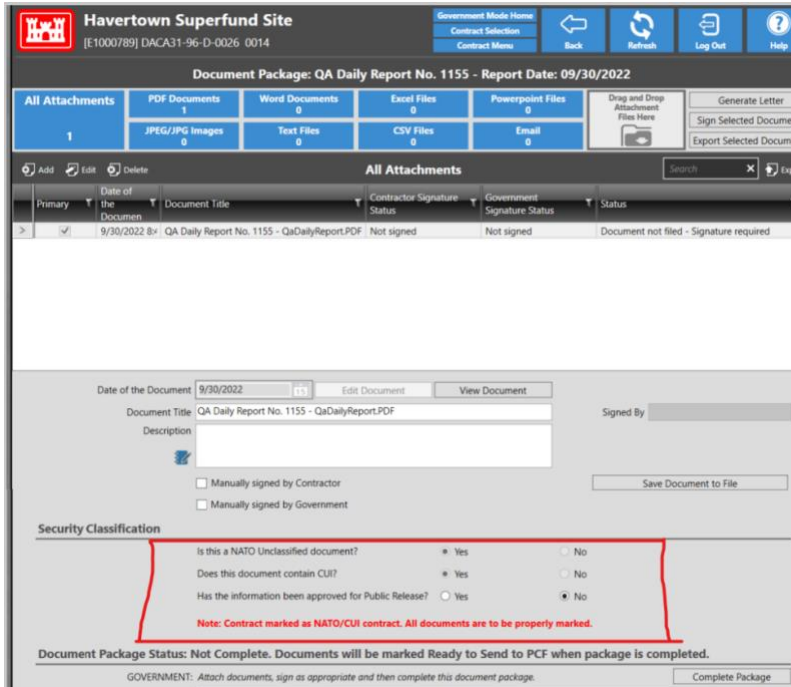 Havertown Superfund Site
[E1000789] DACA31-96-D-0026 0014
Government Mode Home
Contract Selection
Contract Menu
Back
Refresh
Log Out
Help
Document Package: QA Daily Report No. 1155 - Report Date: 09/30/2022
All Attachments
1
PDF Documents
1
Word Documents
0
Excel Files
0
Powerpoint Files
0
JPEG/JPG Images
0
Text Files
0
CSV Files
0
Email
0
Drag and Drop
Attachment
Files Here
Generate Letter
Sign Selected Docume
Export Selected Docum
Add Edit Delete
All Attachments
Search
Exp
Primary
Date of
the
Documen
Document Title
Contractor Signature
Status
Government
Signature Status
Status
9/30/2022 QA Daily Report No. 1155 - QaDailyReport.PDF Not signed Not signed Document not filed - Signature required
Date of the Document 9/30/2022 15 Edit Document View Document
Document Title QA Daily Report No. 1155 - QaDailyReport.PDF Signed By
Description
Manually signed by Contractor
Save Document to File
Manually signed by Government
Security Classification
Is this a NATO Unclassified document? Yes No
Does this document contain CUI? Yes No
Has the information been approved for Public Release? Yes No
Note: Contract marked as NATO/CUI contract. All documents are to be properly marked.
Document Package Status: Not Complete. Documents will be marked Ready to Send to PCF when package is completed.
GOVERNMENT: Attach documents, sign as appropriate and then complete this document package. Complete Package